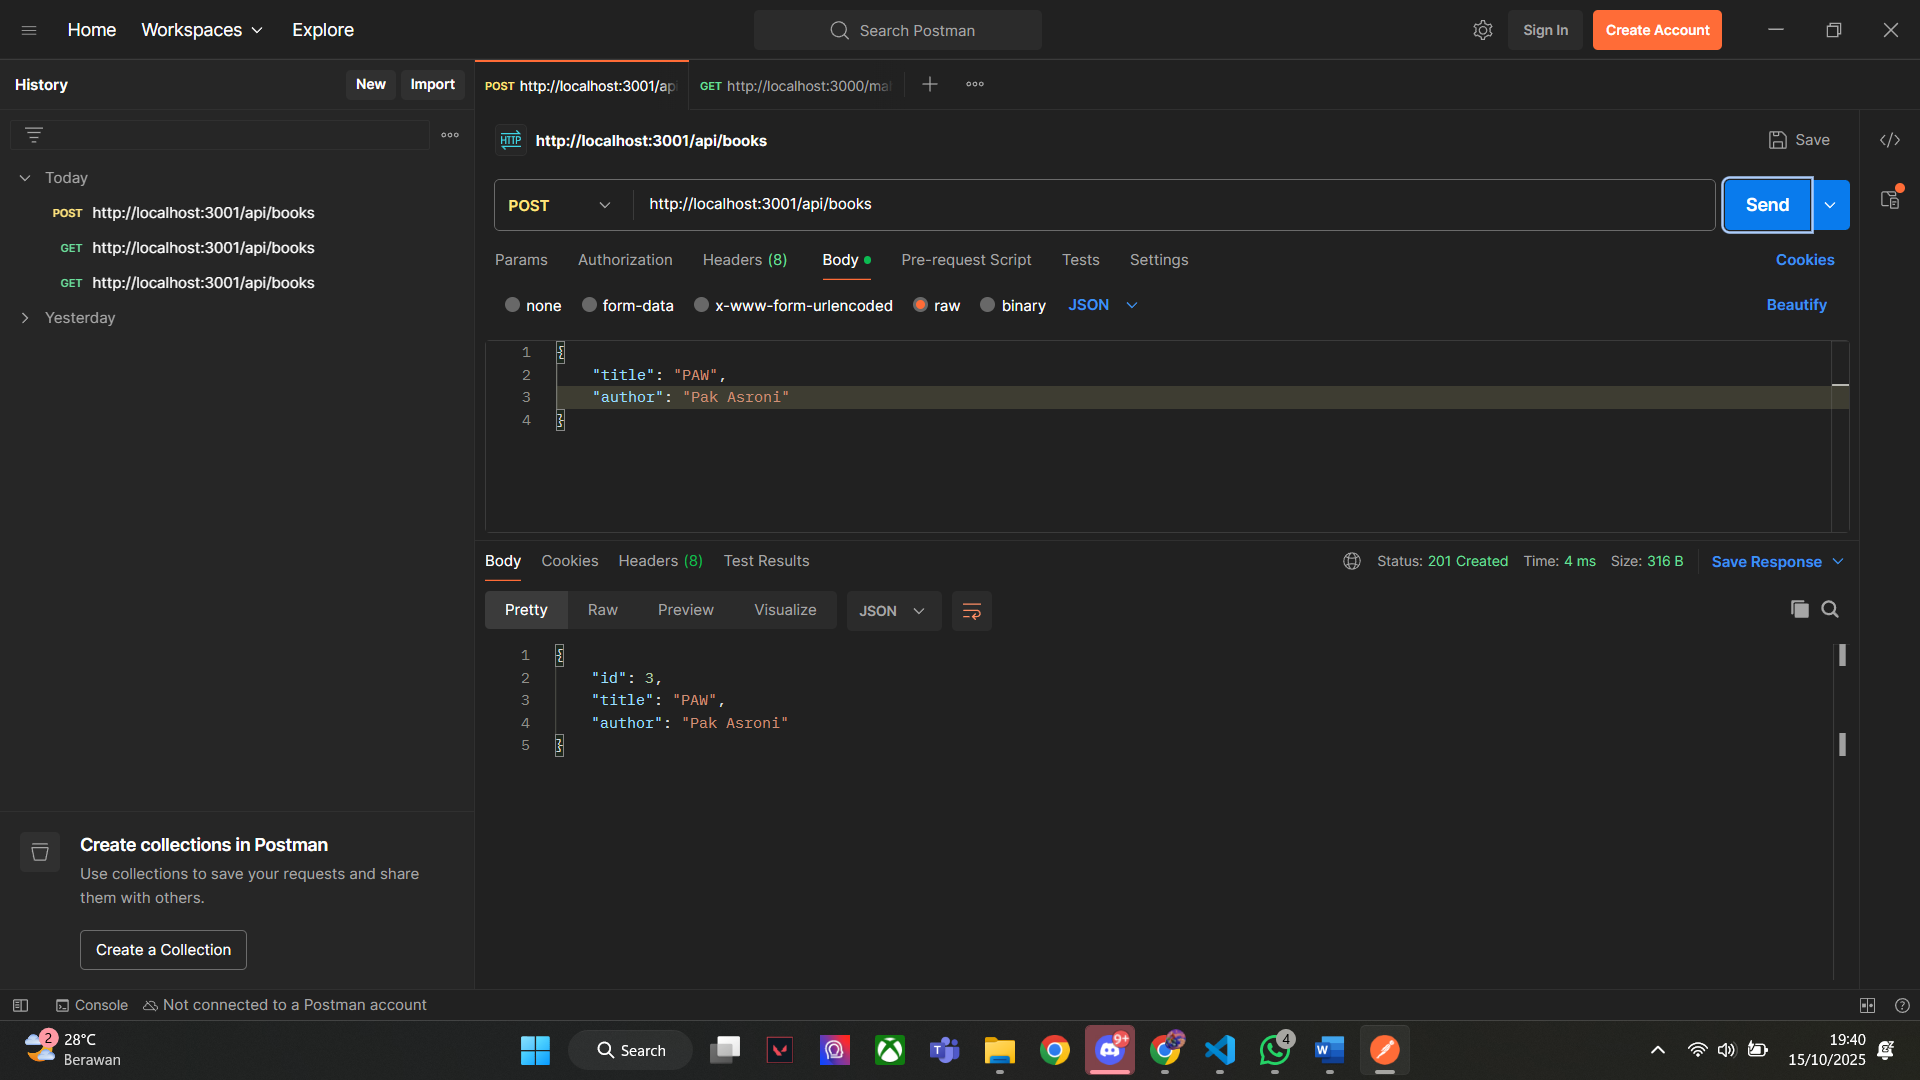 Home
Workspaces
Explore
Search Postman
Sign In
Create Account
History
New
Import
POST http://localhost:3001/api
GET http://localhost:3000/ma
HTTP
http://localhost:3001/api/books
Save
Today
POST http://localhost:3001/api/books
GET http://localhost:3001/api/books
GET http://localhost:3001/api/books
Yesterday
POST
http://localhost:3001/api/books
Send
Params
Authorization
Headers (8)
Body
Pre-request Script
Tests
Settings
Cookies
none
form-data
x-www-form-urlencoded
raw
binary
JSON
Beautify
1 {
2 "title": "PAW",
3 "author": "Pak Asroni"
4 }
Body
Cookies
Headers (8)
Test Results
Status: 201 Created
Time: 4 ms
Size: 316 B
Save Response
Pretty
Raw
Preview
Visualize
JSON
1 {
2 "id": 3,
3 "title": "PAW",
4 "author": "Pak Asroni"
5 }
Create collections in Postman
Use collections to save your requests and share
them with others.
Create a Collection
Console
Not connected to a Postman account
2
28°C
Berawan
Search
9+
4
19:40
15/10/2025